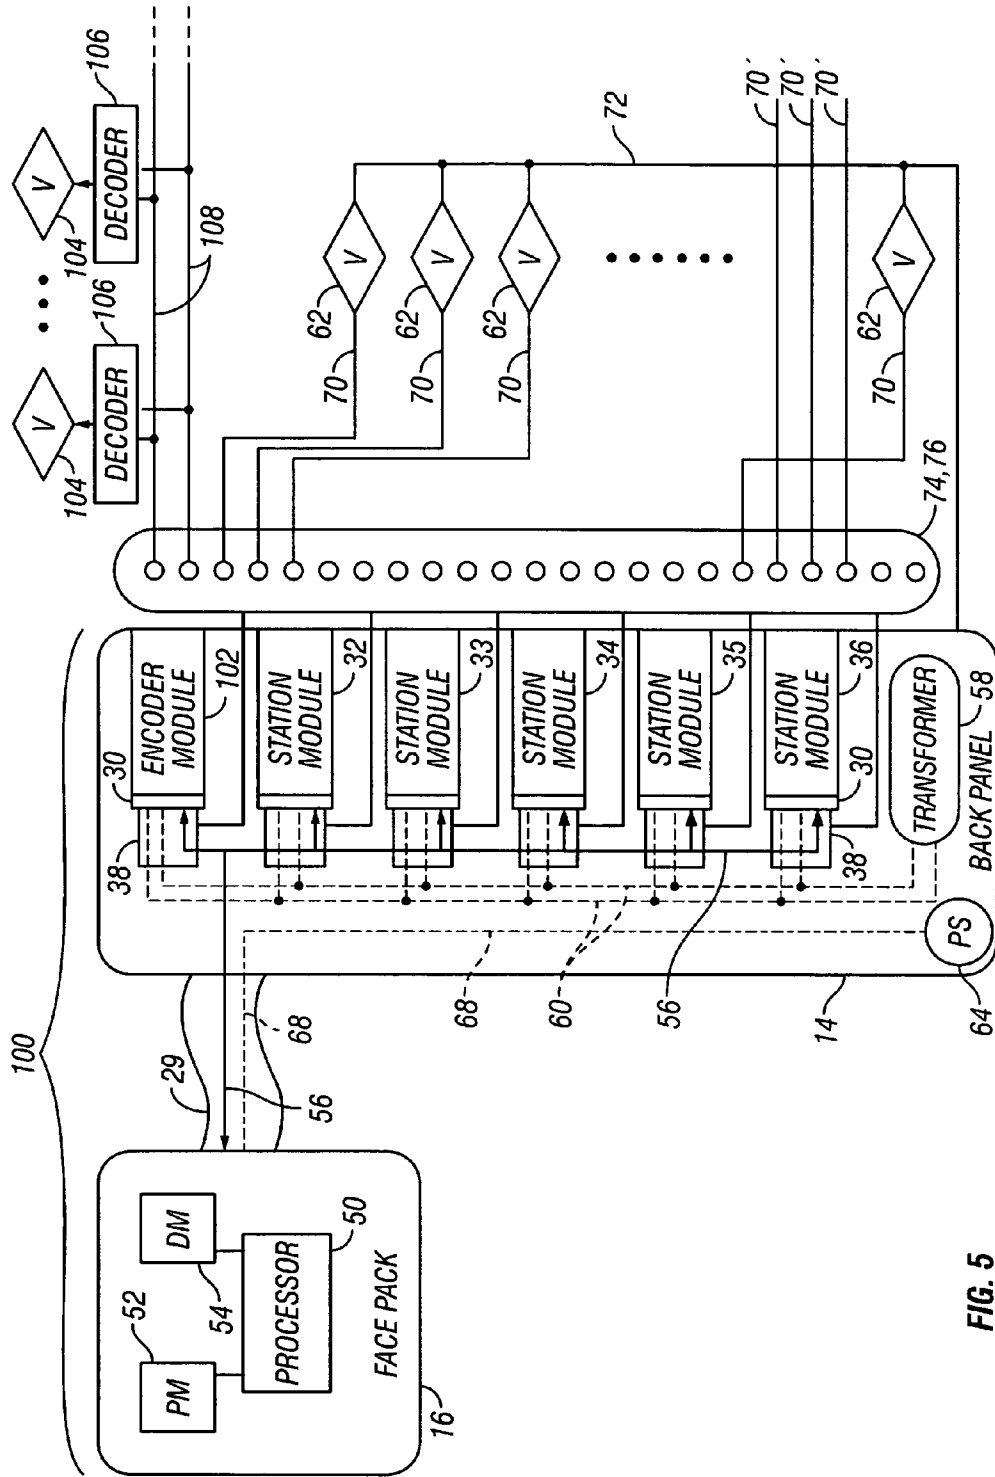 100
16
PM
52
DM
54
PROCESSOR
50
FACE PACK
29
56
68
14
64
PS
68
60
56
38
30
ENCODER
MODULE
102
STATION
MODULE
32
STATION
MODULE
33
STATION
MODULE
34
STATION
MODULE
35
STATION
MODULE
36
30
38
TRANSFORMER
58
BACK PANEL
74,76
104
V
DECODER
106
104
V
DECODER
106
108
70
62
V
70
62
V
70
62
V
70
62
V
72
70´
70´
70´
FIG. 5